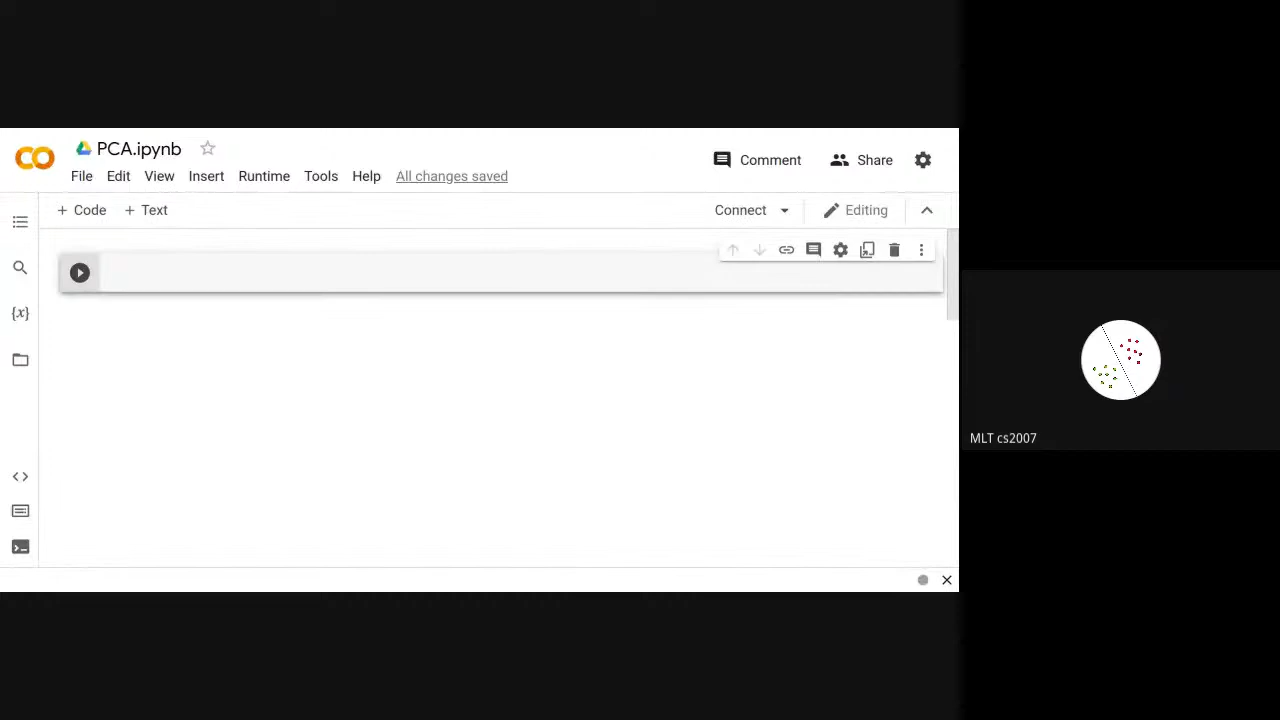 PCA.ipynb
File Edit View Insert Runtime Tools Help All changes saved
Comment Share
+ Code + Text
Connect Editing
{x}
MLT cs2007